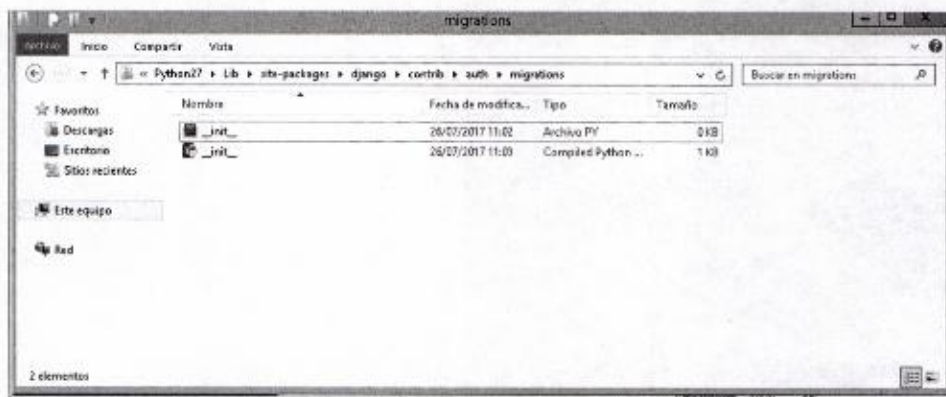 migrations
Archivo Inicio Compartir Vista
« Python27 ▸ Lib ▸ site-packages ▸ django ▸ contrib ▸ auth ▸ migrations
Buscar en migrations
Nombre Fecha de modifica... Tipo Tamaño
Favoritos
Descargas
Escritorio
Sitios recientes
Este equipo
Red
__init__ 26/07/2017 11:02 Archivo PY 0 KB
__init__ 26/07/2017 11:03 Compiled Python ... 1 KB
2 elementos